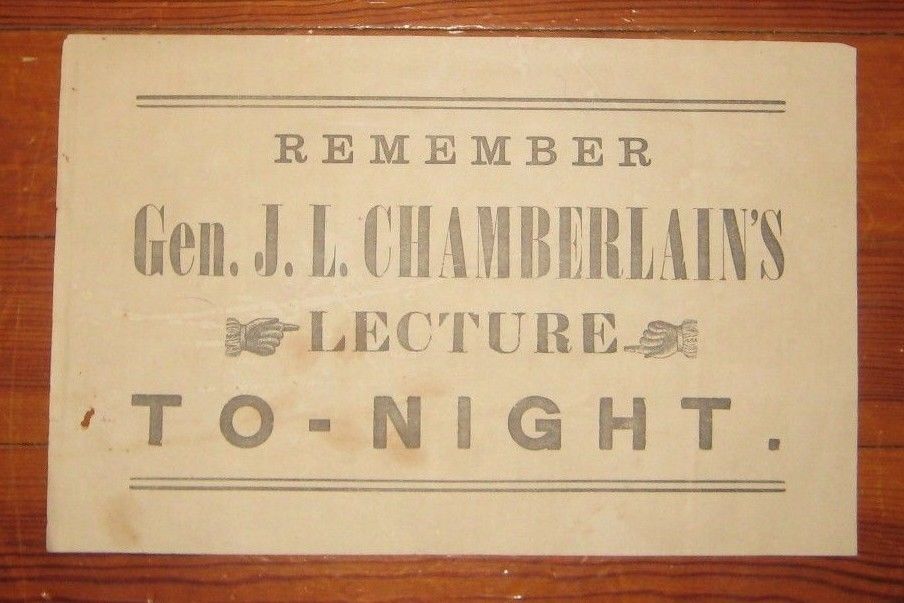 REMEMBER
Gen. J. L. CHAMBERLAIN'S
LECTURE
TO-NIGHT.